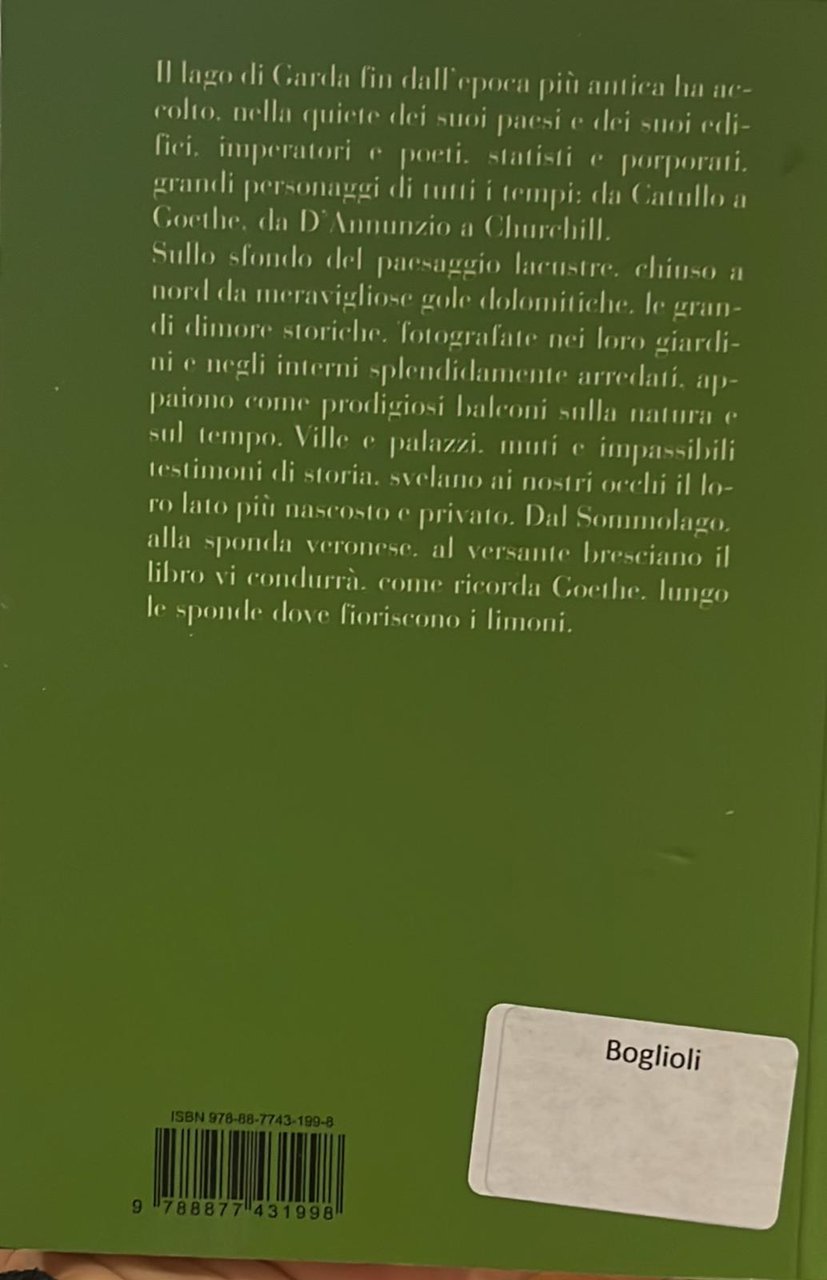 Il lago di Garda fin dall'epoca più antica ha ac-
colto, nella quiete dei suoi paesi e dei suoi edi-
fici, imperatori e poeti, statisti e porporati,
grandi personaggi di tutti i tempi: da Catullo a
Goethe, da D'Annunzio a Churchill.
Sullo sfondo del paesaggio lacustre, chiuso a
nord da meravigliose gole dolomitiche, le gran-
di dimore storiche, fotografate nei loro giardi-
ni e negli interni splendidamente arredati, ap-
paiono come prodigiosi balconi sulla natura e
sul tempo. Ville e palazzi, muti e impassibili
testimoni di storia, svelano ai nostri occhi il lo-
ro lato più nascosto e privato. Dal Sommolago,
alla sponda veronese, al versante bresciano il
libro vi condurrà, come ricorda Goethe, lungo
le sponde dove fioriscono i limoni.
Boglioli
ISBN 978-88-7743-199-8
9 788877 431998